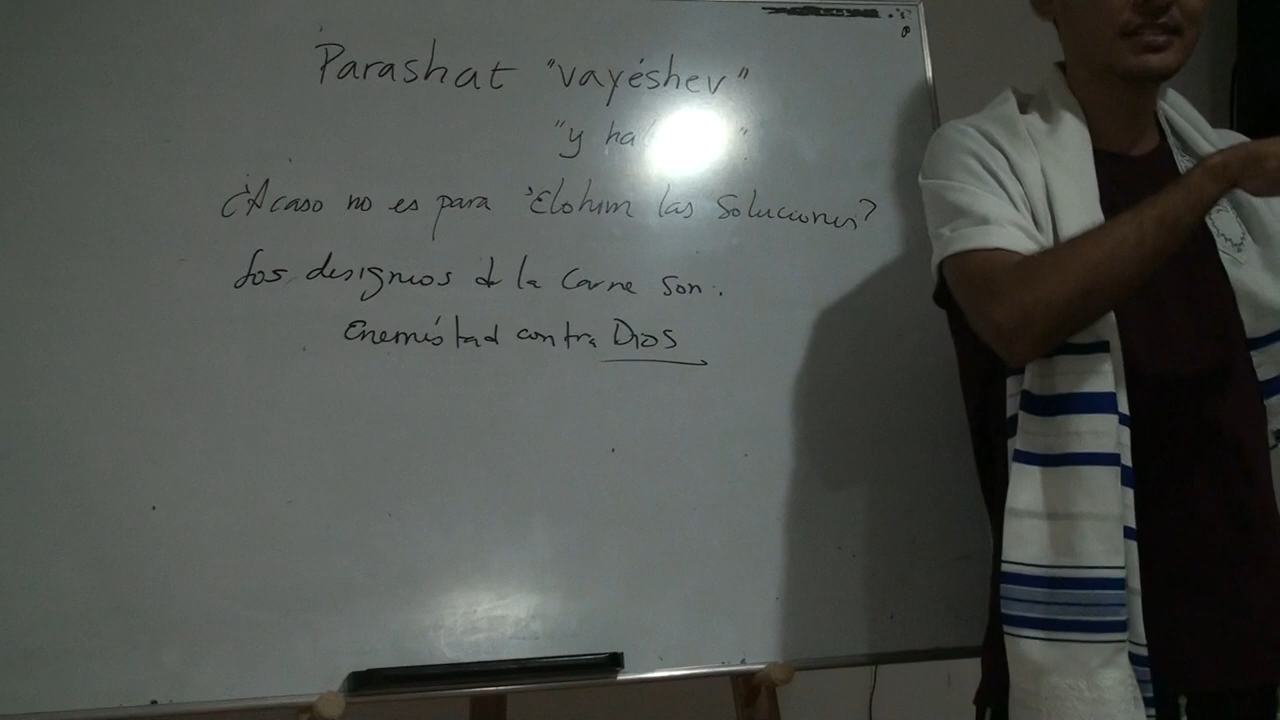 Parashat "vayéshev"
"y ha "
¿Acaso no es para Elohim las Soluciones?
Los designios de la Carne son:
Enemistad contra Dios